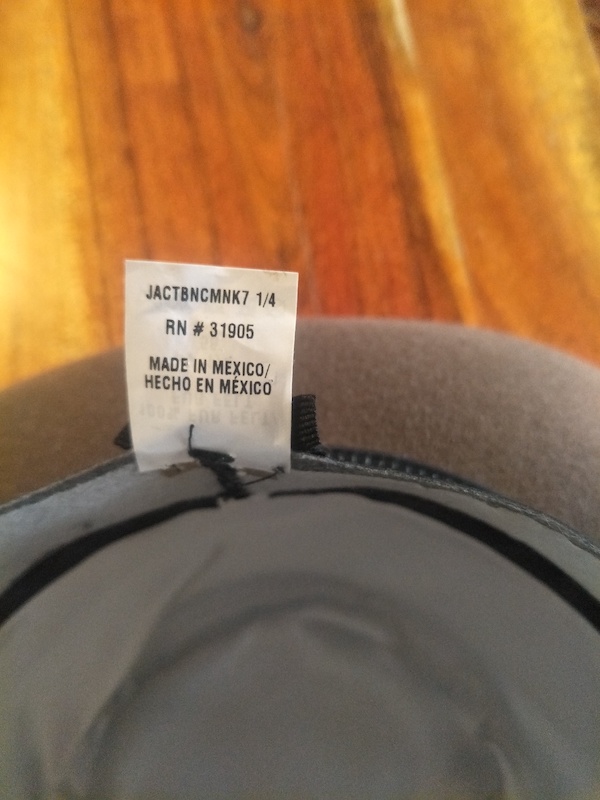 JACTBNCMNK7 1/4
RN # 31905
MADE IN MEXICO/
HECHO EN MÉXICO